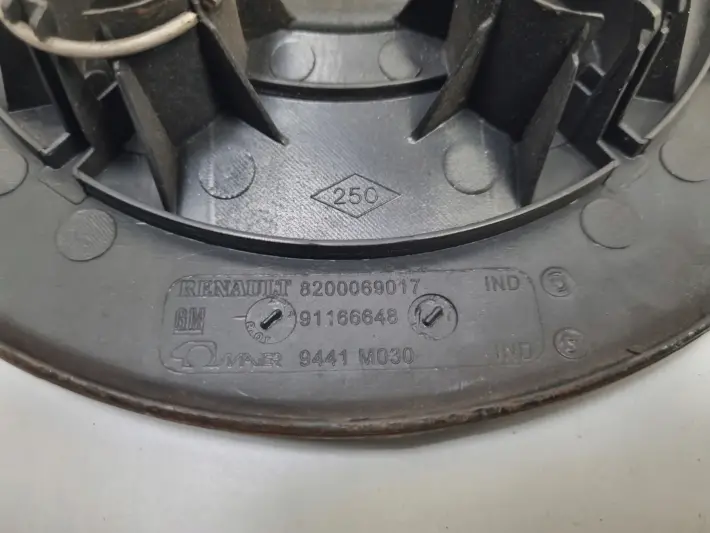 250
RENAULT 8200069017 IND
GM 91166648
9441 M030 IND